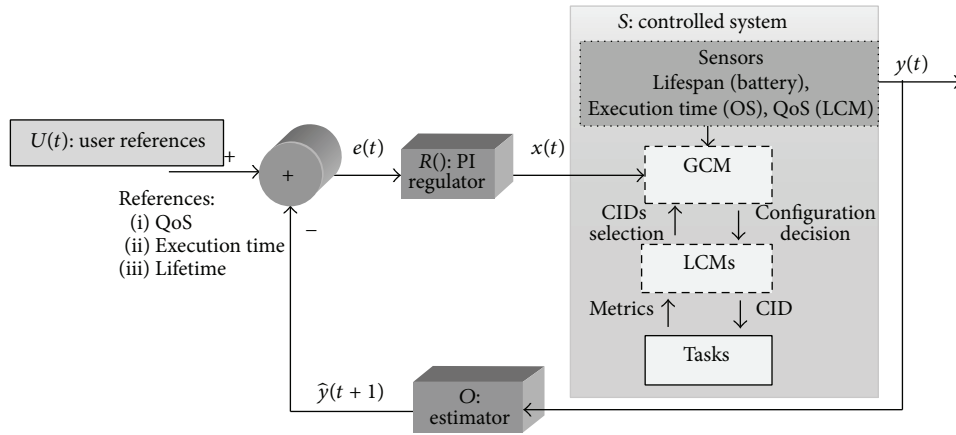 S: controlled system
Sensors
Lifespan (battery),
Execution time (OS), QoS (LCM)
y(t)
U(t): user references
+
+
e(t)
R(): PI
regulator
x(t)
GCM
References:
(i) QoS
(ii) Execution time
(iii) Lifetime
−
CIDs
selection
Configuration
decision
LCMs
Metrics
CID
Tasks
ŷ(t + 1)
O:
estimator